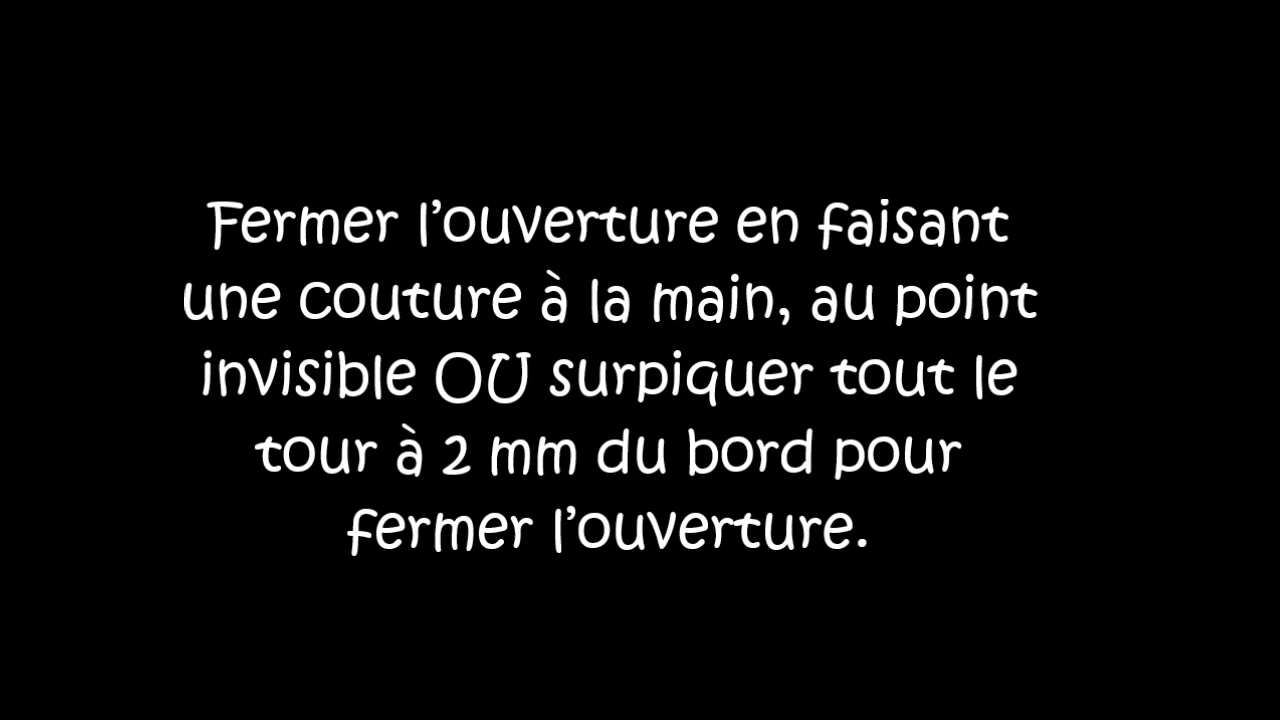 Fermer l’ouverture en faisant
une couture à la main, au point
invisible OU surpiquer tout le
tour à 2 mm du bord pour
fermer l’ouverture.